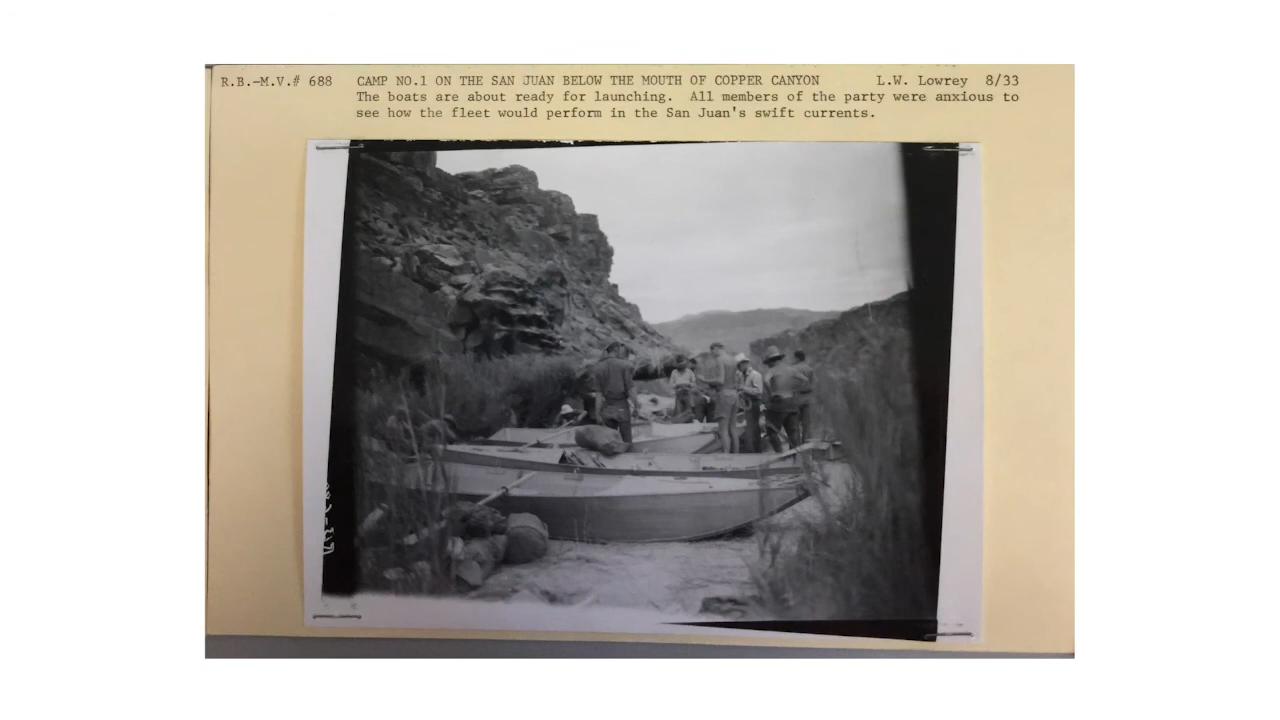 R.B.-M.V.# 688 CAMP NO.1 ON THE SAN JUAN BELOW THE MOUTH OF COPPER CANYON L.W. Lowrey 8/33
The boats are about ready for launching. All members of the party were anxious to
see how the fleet would perform in the San Juan's swift currents.